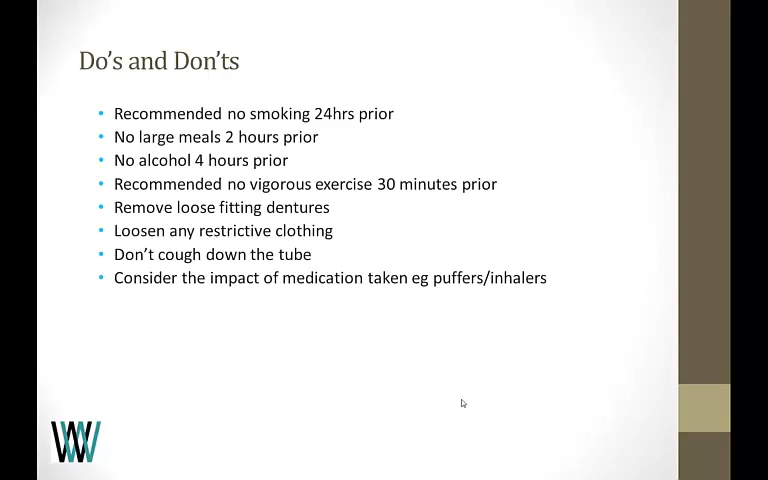 Do's and Don'ts
• Recommended no smoking 24hrs prior
• No large meals 2 hours prior
• No alcohol 4 hours prior
• Recommended no vigorous exercise 30 minutes prior
• Remove loose fitting dentures
• Loosen any restrictive clothing
• Don't cough down the tube
• Consider the impact of medication taken eg puffers/inhalers
WW